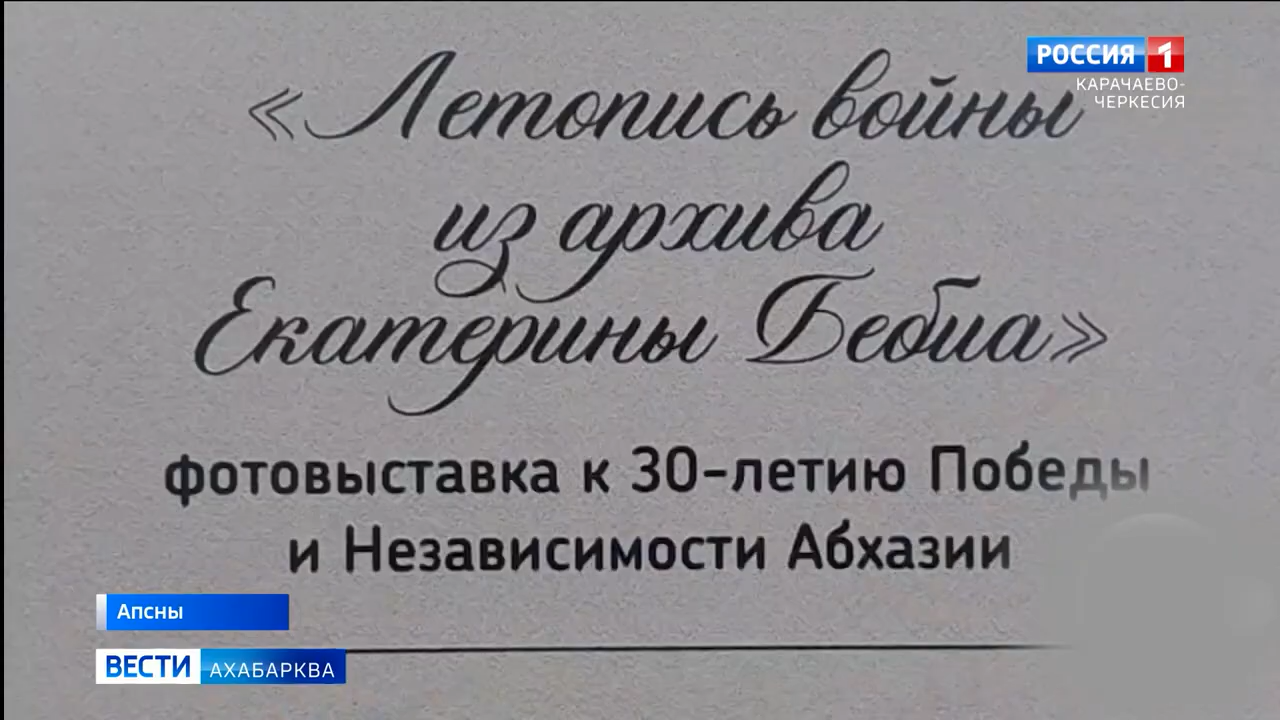 РОССИЯ 1
КАРАЧАЕВО-
ЧЕРКЕСИЯ
«Летопись войны
из архива
Екатерины Бебиа»
фотовыставка к 30-летию Победы
и Независимости Абхазии
Апсны
ВЕСТИ АХАБАРКВА